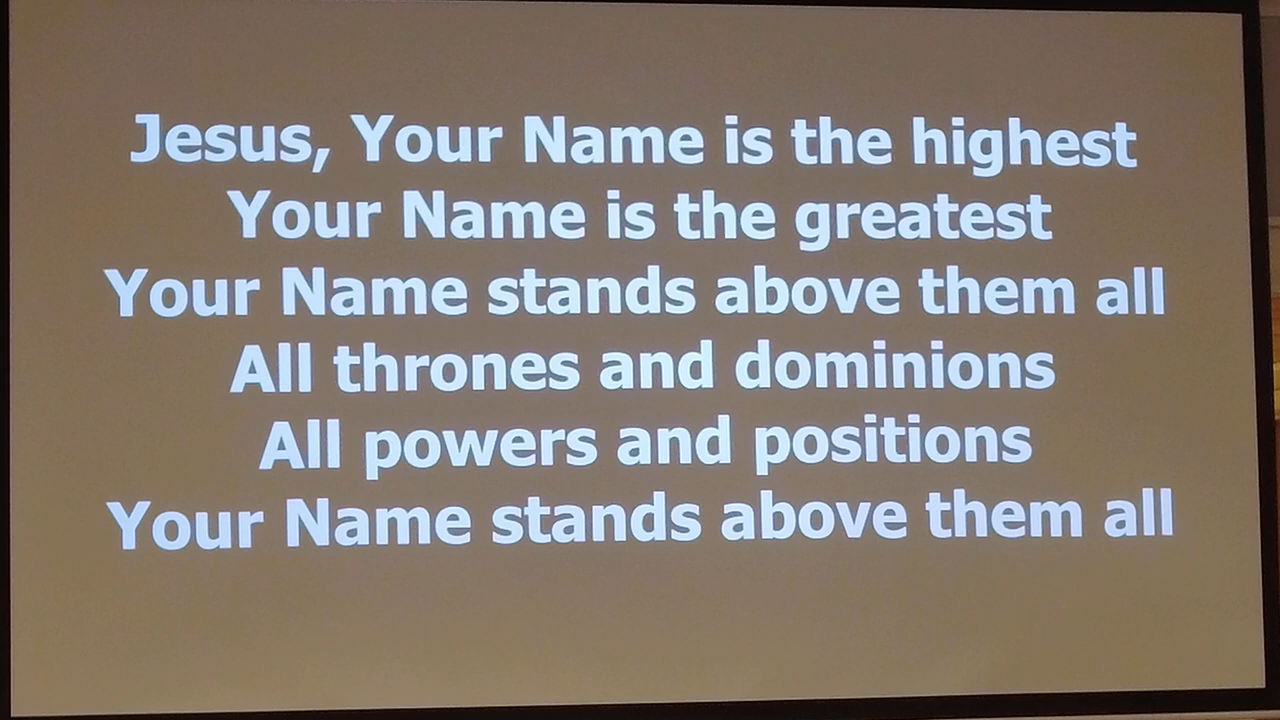 Jesus, Your Name is the highest
Your Name is the greatest
Your Name stands above them all
All thrones and dominions
All powers and positions
Your Name stands above them all